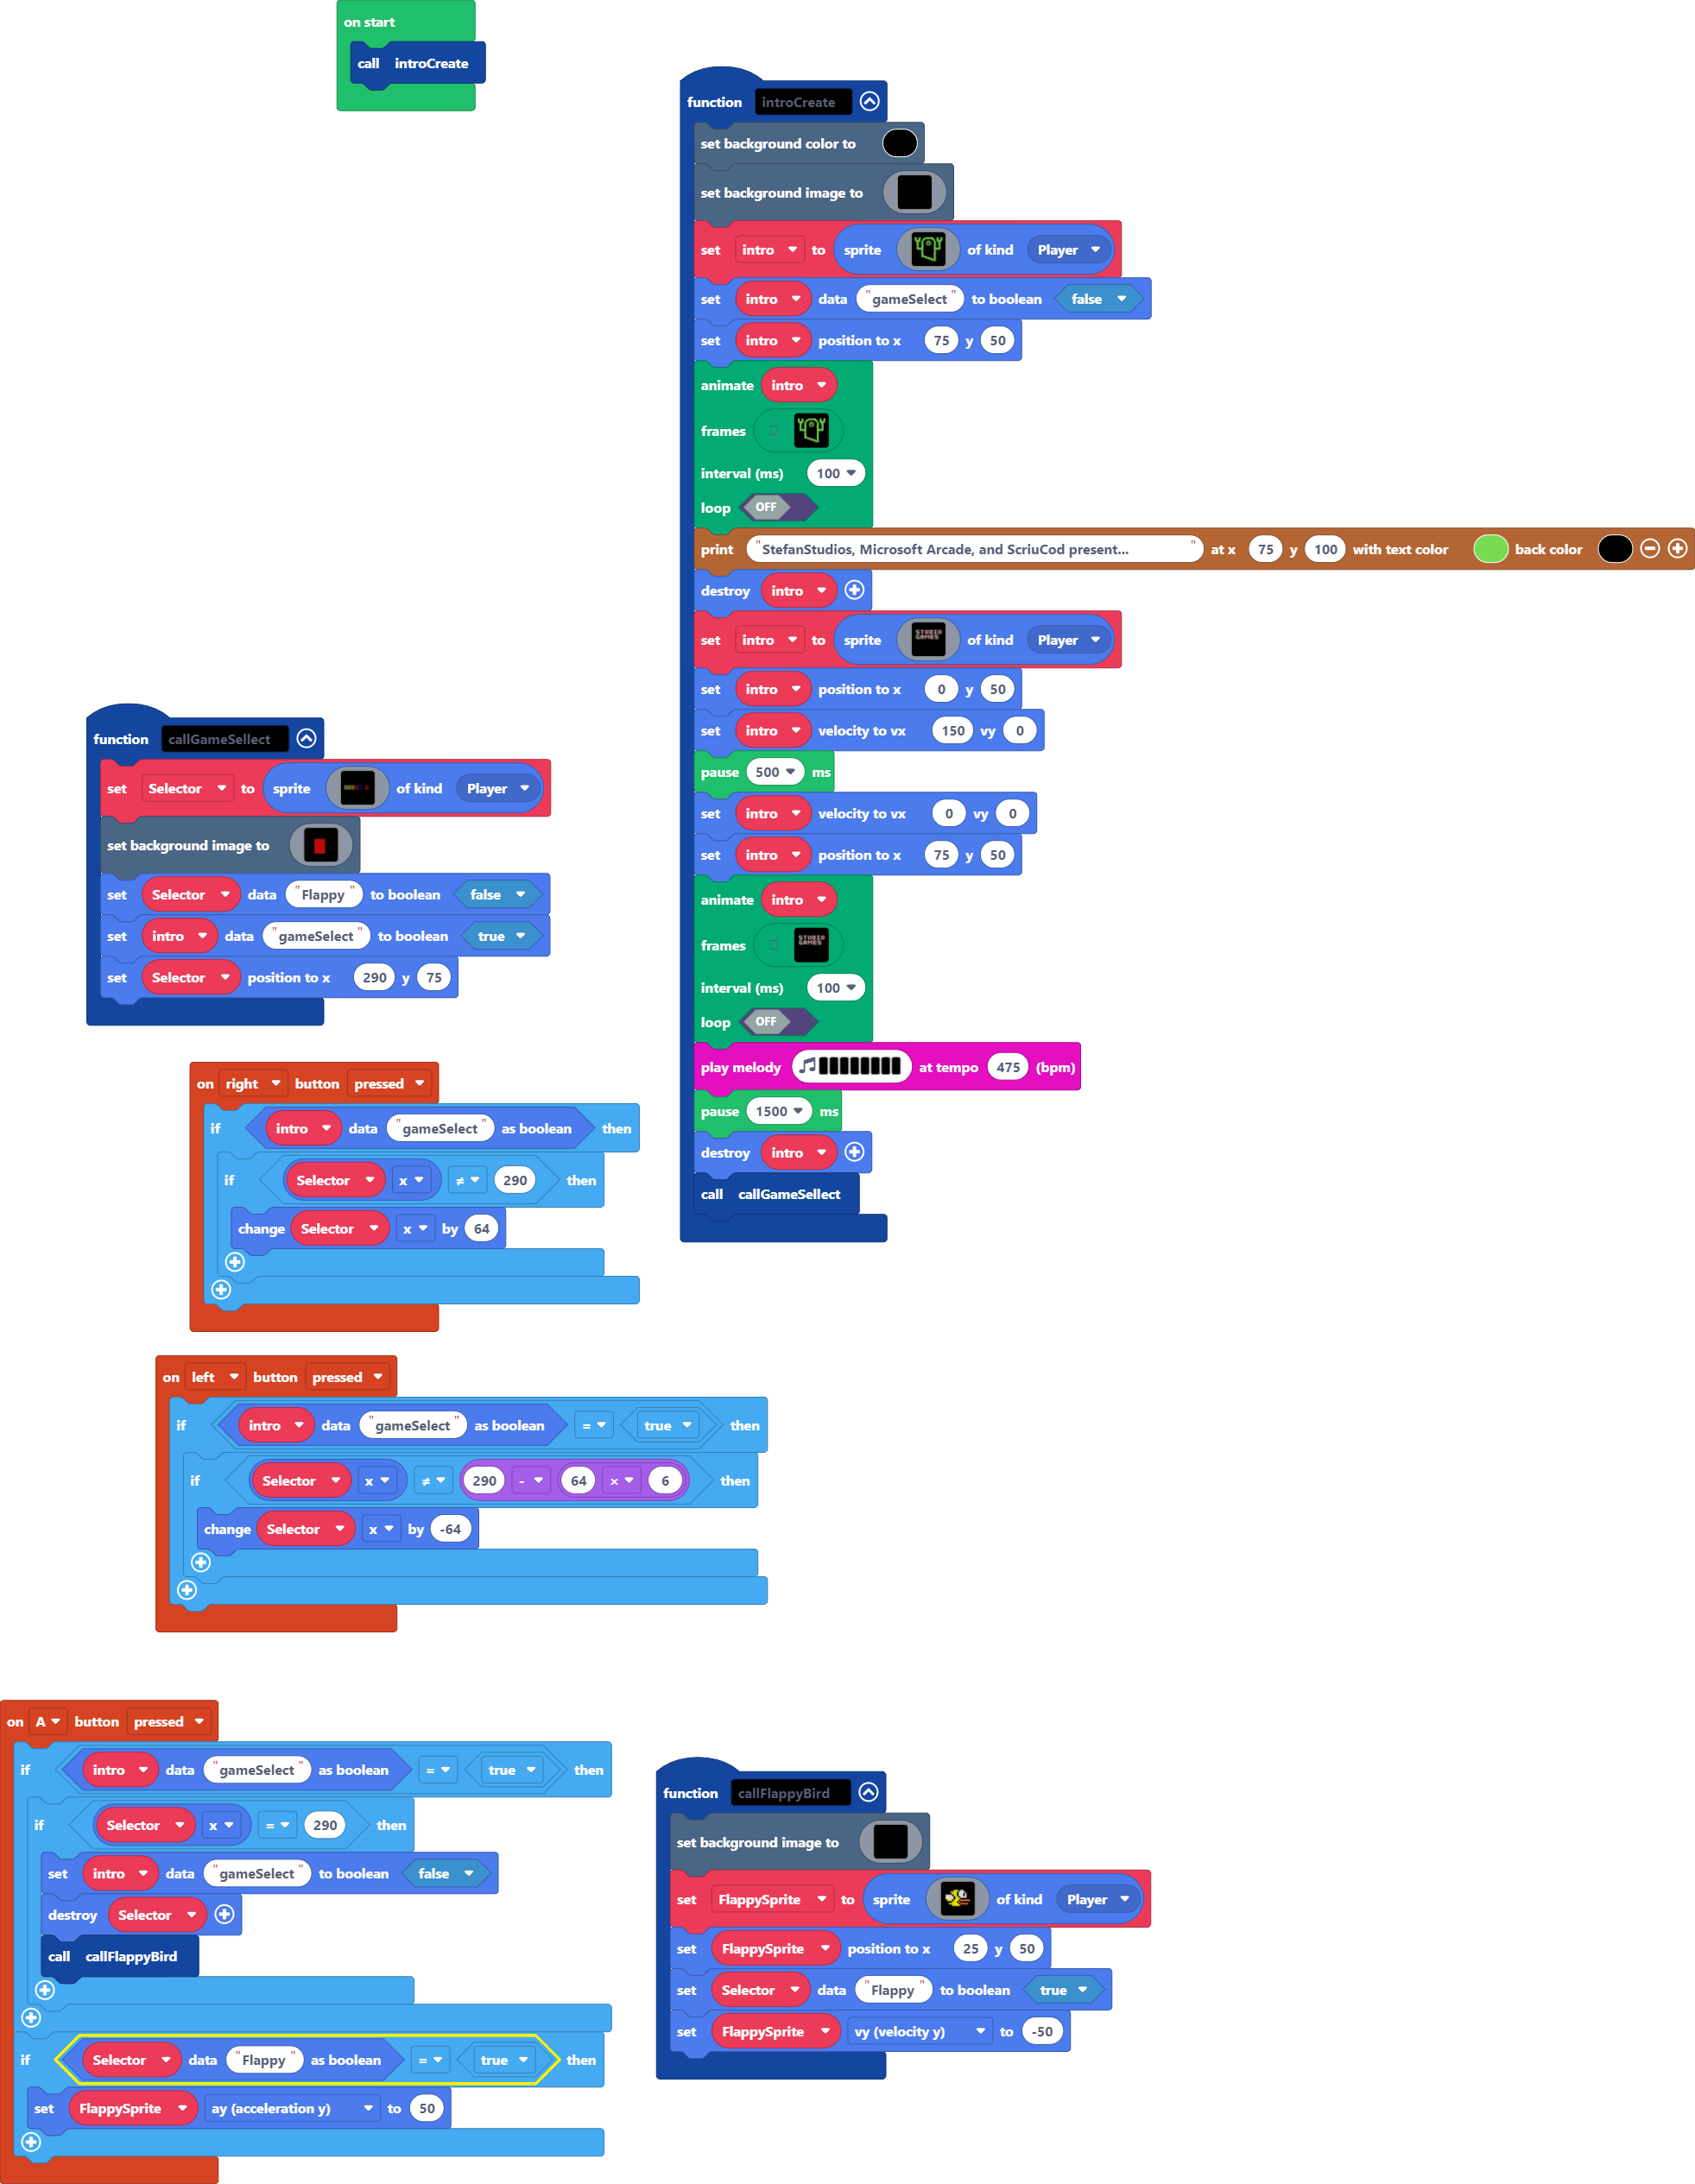 on start
call introCreate
function introCreate
set background color to
set background image to
set intro to sprite of kind Player
set intro data "gameSelect" to boolean false
set intro position to x 75 y 50
animate intro
frames
interval (ms) 100
loop OFF
print "StefanStudios, Microsoft Arcade, and ScriuCod present... " at x 75 y 100 with text color back color
destroy intro
set intro to sprite STUDIO GAMES of kind Player
set intro position to x 0 y 50
set intro velocity to vx 150 vy 0
pause 500 ms
set intro velocity to vx 0 vy 0
set intro position to x 75 y 50
animate intro
frames STUDIO GAMES
interval (ms) 100
loop OFF
play melody at tempo 475 (bpm)
pause 1500 ms
destroy intro
call callGameSellect
function callGameSellect
set Selector to sprite of kind Player
set background image to
set Selector data "Flappy" to boolean false
set intro data "gameSelect" to boolean true
set Selector position to x 290 y 75
on right button pressed
if intro data "gameSelect" as boolean then
if Selector x ≠ 290 then
change Selector x by 64
on left button pressed
if intro data "gameSelect" as boolean = true then
if Selector x ≠ 290 - 64 × 6 then
change Selector x by -64
on A button pressed
if intro data "gameSelect" as boolean = true then
if Selector x = 290 then
set intro data "gameSelect" to boolean false
destroy Selector
call callFlappyBird
if Selector data "Flappy" as boolean = true then
set FlappySprite ay (acceleration y) to 50
function callFlappyBird
set background image to
set FlappySprite to sprite of kind Player
set FlappySprite position to x 25 y 50
set Selector data "Flappy" to boolean true
set FlappySprite vy (velocity y) to -50